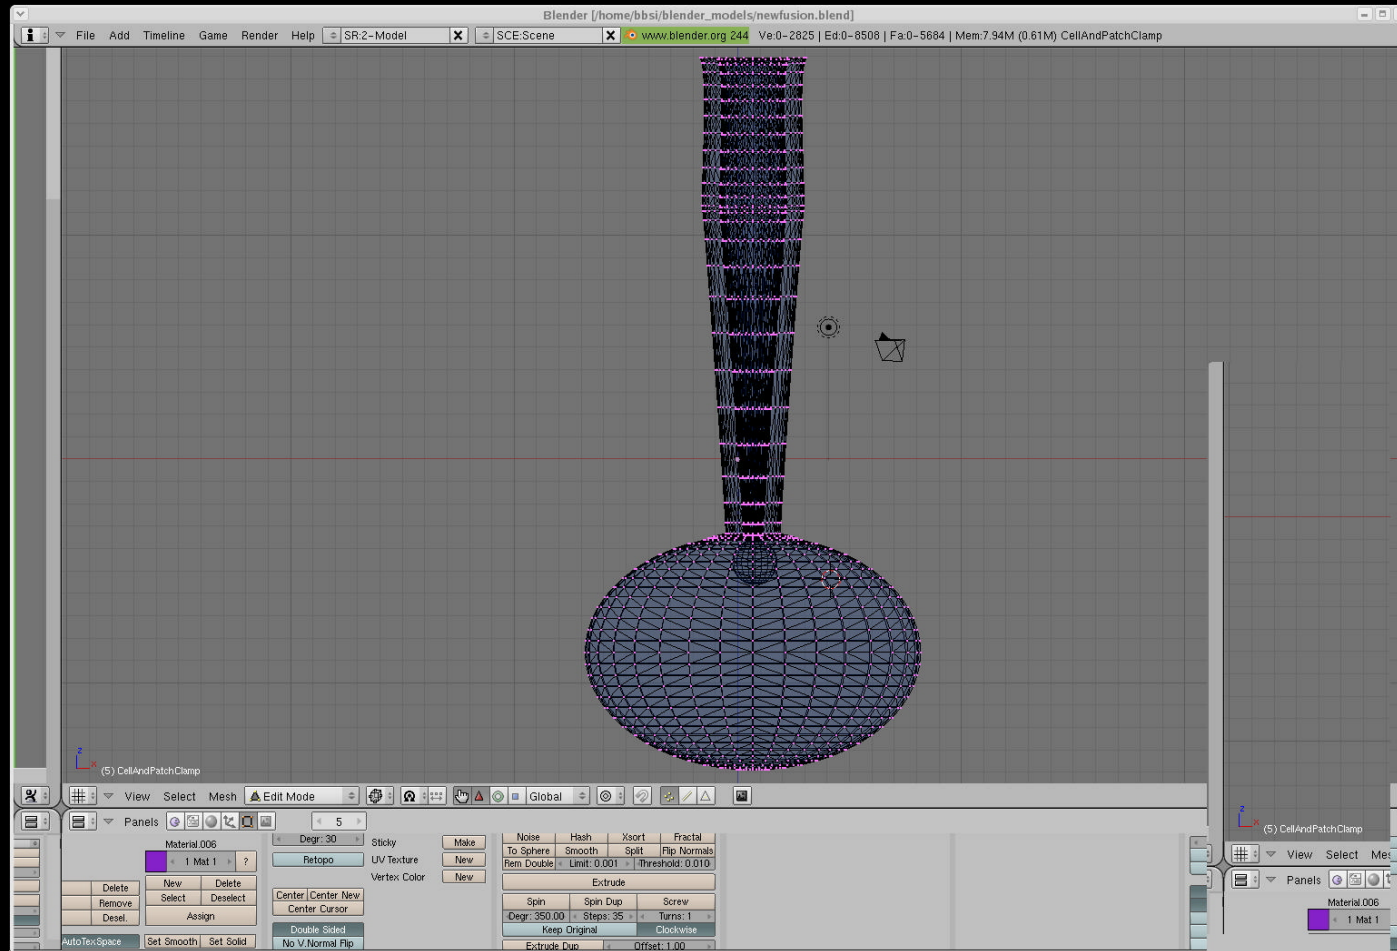 Blender [/home/bbsi/blender_models/newfusion.blend]
File Add Timeline Game Render Help SR:2-Model X SCE:Scene X www.blender.org 244 Ve:0-2825 | Ed:0-8508 | Fa:0-5684 | Mem:7.94M (0.61M) CellAndPatchClamp
z
x (5) CellAndPatchClamp
View Select Mesh Edit Mode Global
Panels 5
Material.006
1 Mat 1 ?
Delete New Delete
Remove Select Deselect
Desel. Assign
AutoTexSpace Set Smooth Set Solid
Degr: 30 Sticky Make
Retopo UV Texture New
Vertex Color New
Center Center New
Center Cursor
Double Sided
No V.Normal Flip
Noise Hash Xsort Fractal
To Sphere Smooth Split Flip Normals
Rem Double Limit: 0.001 Threshold: 0.010
Extrude
Spin Spin Dup Screw
Degr: 350.00 Steps: 35 Turns: 1
Keep Original Clockwise
Extrude Dup Offset: 1.00
z
x (5) CellAndPatchClamp
View Select Mes
Panels
Material.006
1 Mat 1